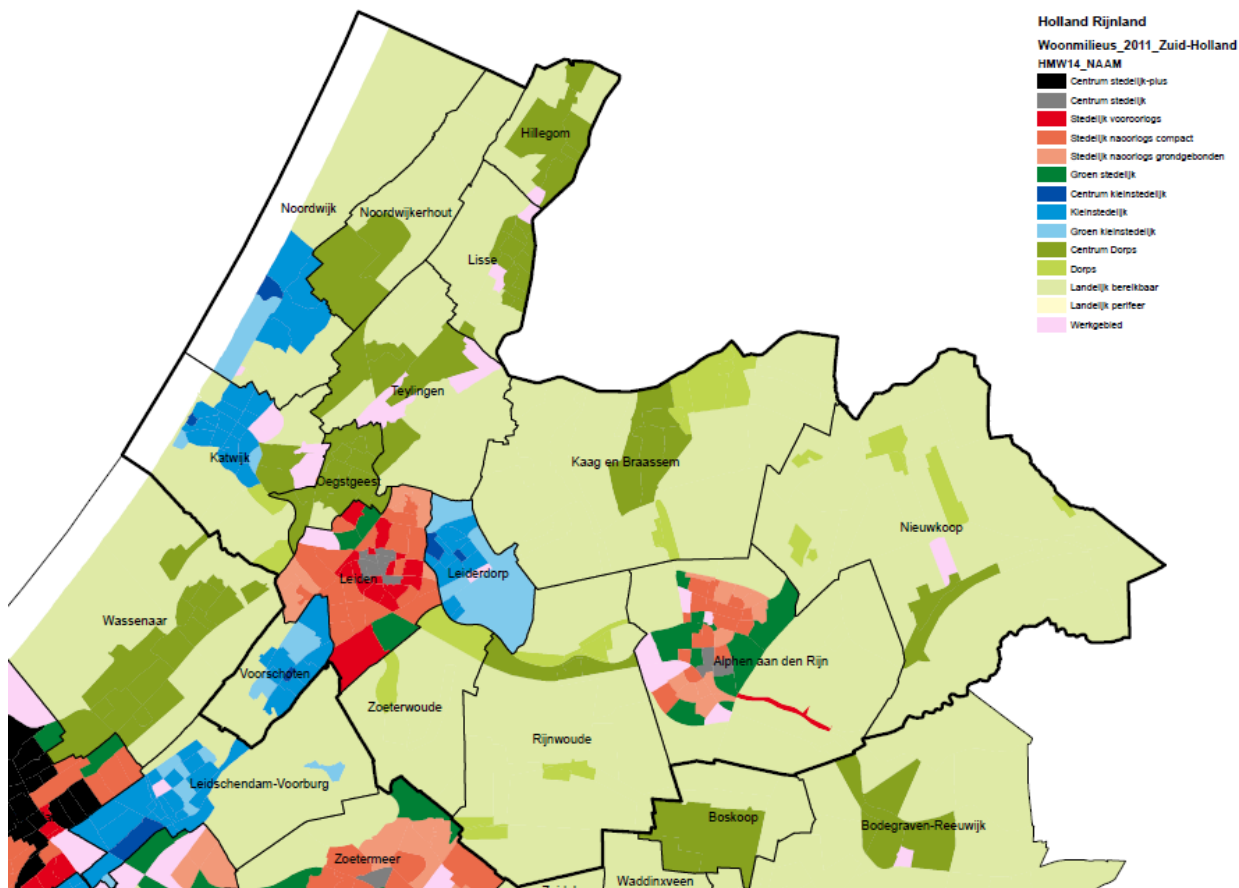 Holland Rijnland
Woonmilieus_2011_Zuid-Holland
HMW14_NAAM
Centrum stedelijk-plus
Centrum stedelijk
Stedelijk vooroorlogs
Stedelijk naoorlogs compact
Stedelijk naoorlogs grondgebonden
Groen stedelijk
Centrum kleinstedelijk
Kleinstedelijk
Groen kleinstedelijk
Centrum Dorps
Dorps
Landelijk bereikbaar
Landelijk perifeer
Werkgebied
Hillegom
Noordwijk
Noordwijkerhout
Lisse
Teylingen
Katwijk
Kaag en Braassem
Oegstgeest
Nieuwkoop
Leiden
Leiderdorp
Wassenaar
Alphen aan den Rijn
Voorschoten
Zoeterwoude
Rijnwoude
Leidschendam-Voorburg
Boskoop
Bodegraven-Reeuwijk
Zoetermeer
Waddinxveen